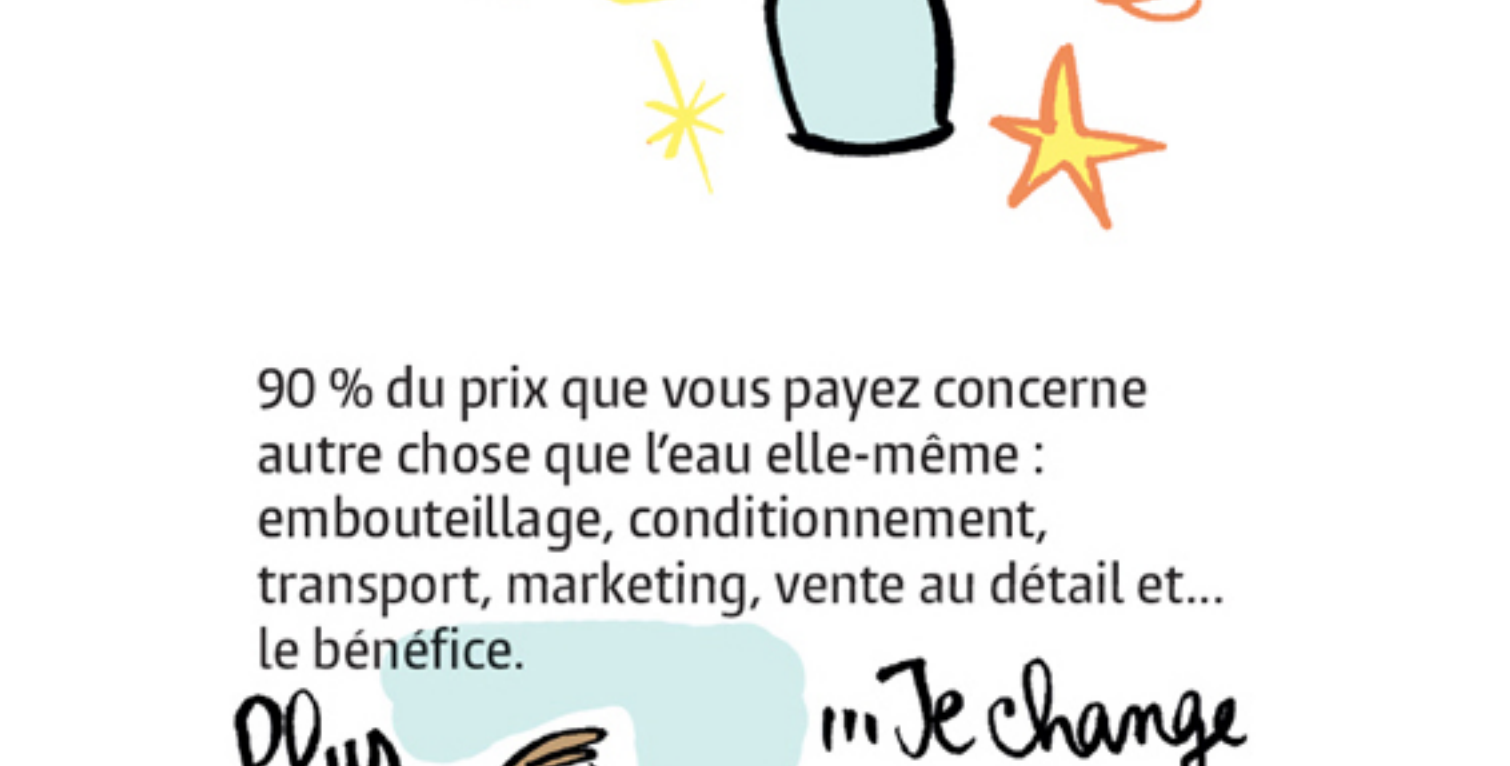 90 % du prix que vous payez concerne
autre chose que l’eau elle-même :
embouteillage, conditionnement,
transport, marketing, vente au détail et...
le bénéfice.
Plus
...Je change